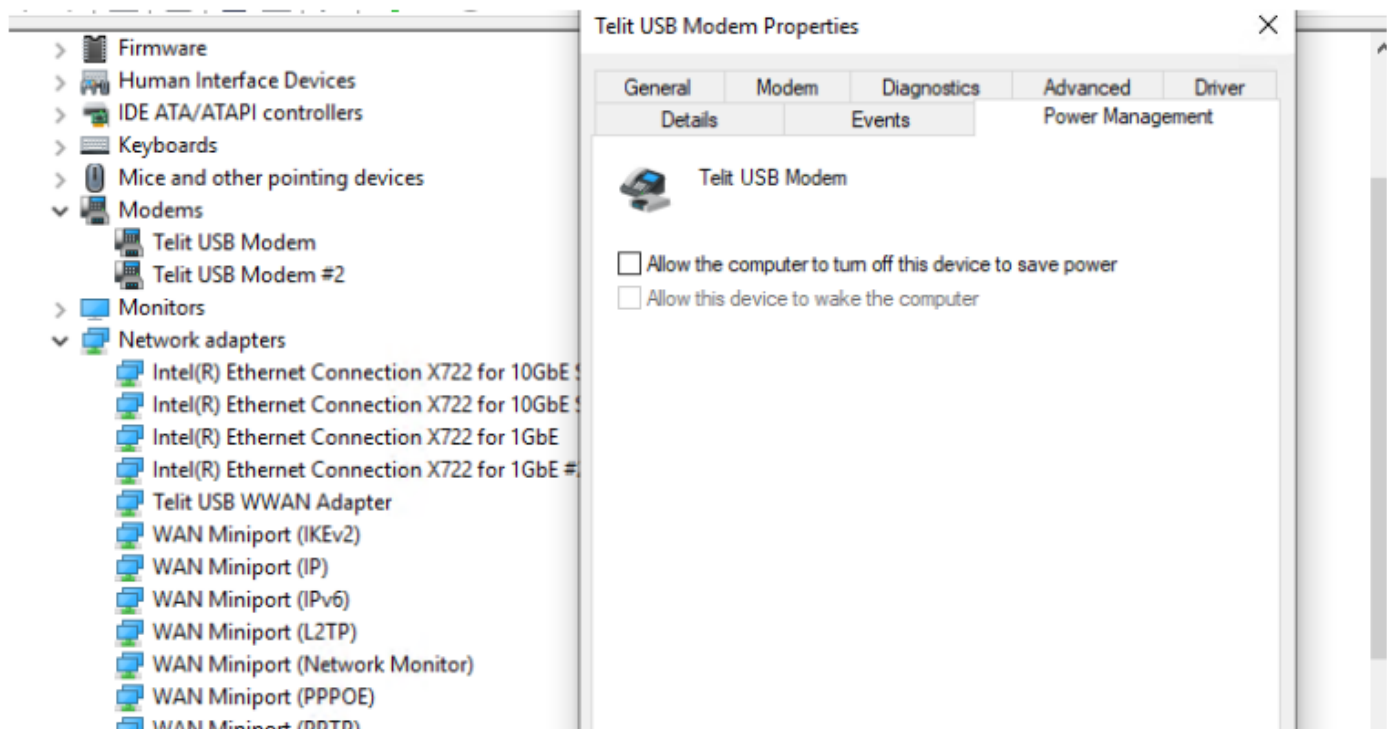 Firmware
Human Interface Devices
IDE ATA/ATAPI controllers
Keyboards
Mice and other pointing devices
Modems
Telit USB Modem
Telit USB Modem #2
Monitors
Network adapters
Intel(R) Ethernet Connection X722 for 10GbE
Intel(R) Ethernet Connection X722 for 10GbE
Intel(R) Ethernet Connection X722 for 1GbE
Intel(R) Ethernet Connection X722 for 1GbE
Telit USB WWAN Adapter
WAN Miniport (IKEv2)
WAN Miniport (IP)
WAN Miniport (IPv6)
WAN Miniport (L2TP)
WAN Miniport (Network Monitor)
WAN Miniport (PPPOE)
WAN Miniport (PPTP)
Telit USB Modem Properties
General Modem Diagnostics Advanced Driver
Details Events Power Management
Telit USB Modem
Allow the computer to turn off this device to save power
Allow this device to wake the computer